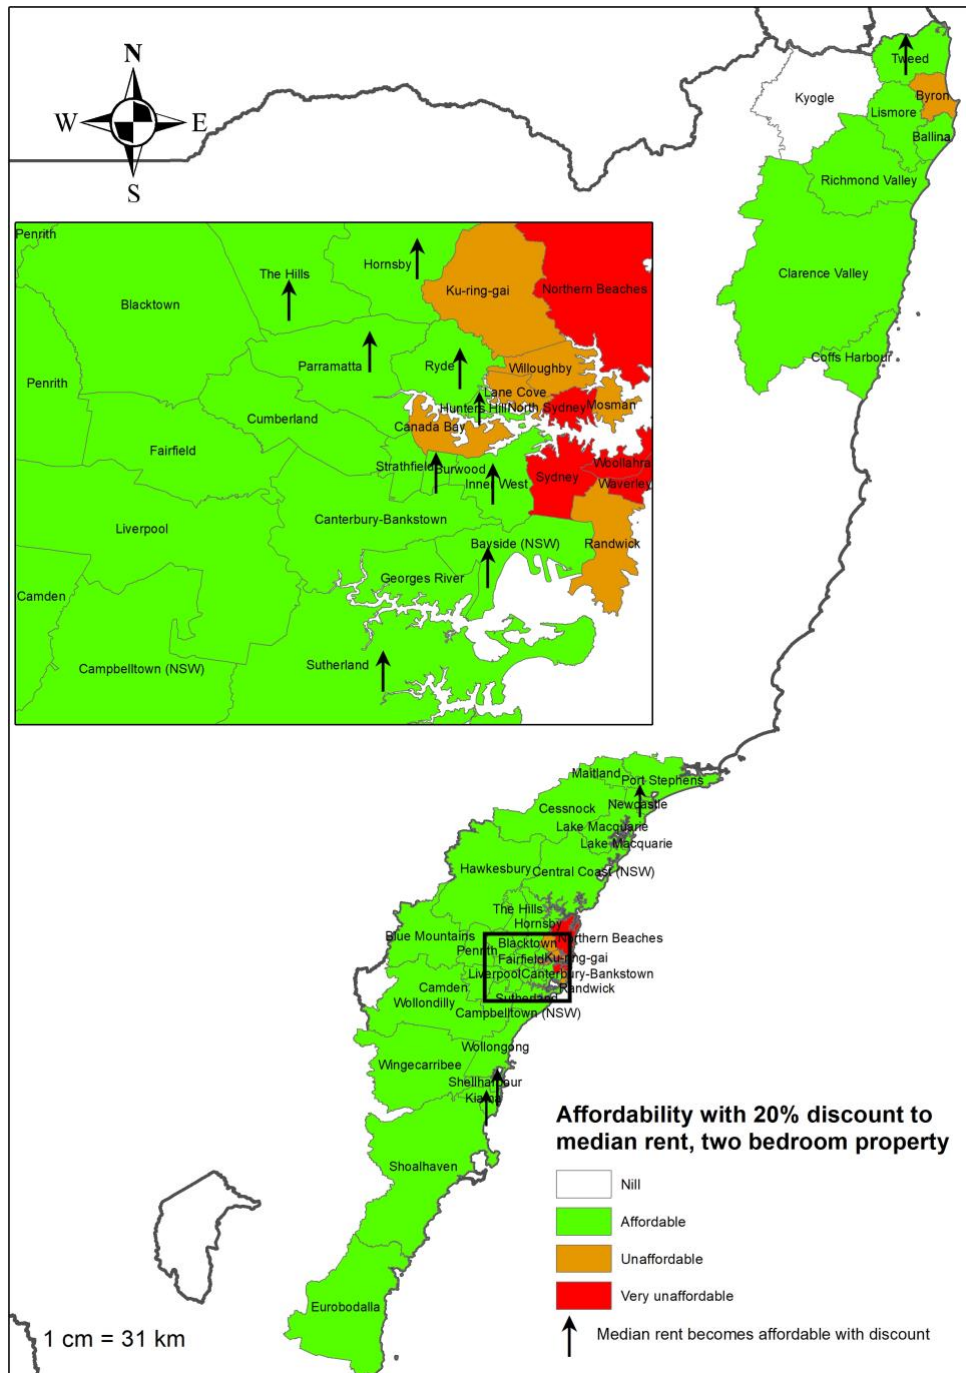 N
W E
S
Tweed
Kyogle
Byron
Lismore
Ballina
Richmond Valley
Clarence Valley
Coffs Harbour
Penrith
Hornsby
The Hills
Ku-ring-gai
Northern Beaches
Blacktown
Parramatta
Ryde
Willoughby
Penrith
Lane Cove
Hunters Hill
North Sydney
Mosman
Cumberland
Canada Bay
Fairfield
Strathfield
Burwood
Inner West
Sydney
Woollahra
Waverley
Liverpool
Canterbury-Bankstown
Bayside (NSW)
Randwick
Georges River
Camden
Campbelltown (NSW)
Sutherland
Maitland
Port Stephens
Cessnock
Newcastle
Lake Macquarie
Lake Macquarie
Hawkesbury
Central Coast (NSW)
The Hills
Hornsby
Blue Mountains
Blacktown
Northern Beaches
Penrith
Fairfield
Ku-ring-gai
Liverpool
Canterbury-Bankstown
Camden
Randwick
Sutherland
Wollondilly
Campbelltown (NSW)
Wollongong
Wingecarribee
Shellharbour
Kiama
Shoalhaven
Eurobodalla
Affordability with 20% discount to
median rent, two bedroom property
Nill
Affordable
Unaffordable
Very unaffordable
Median rent becomes affordable with discount
1 cm = 31 km